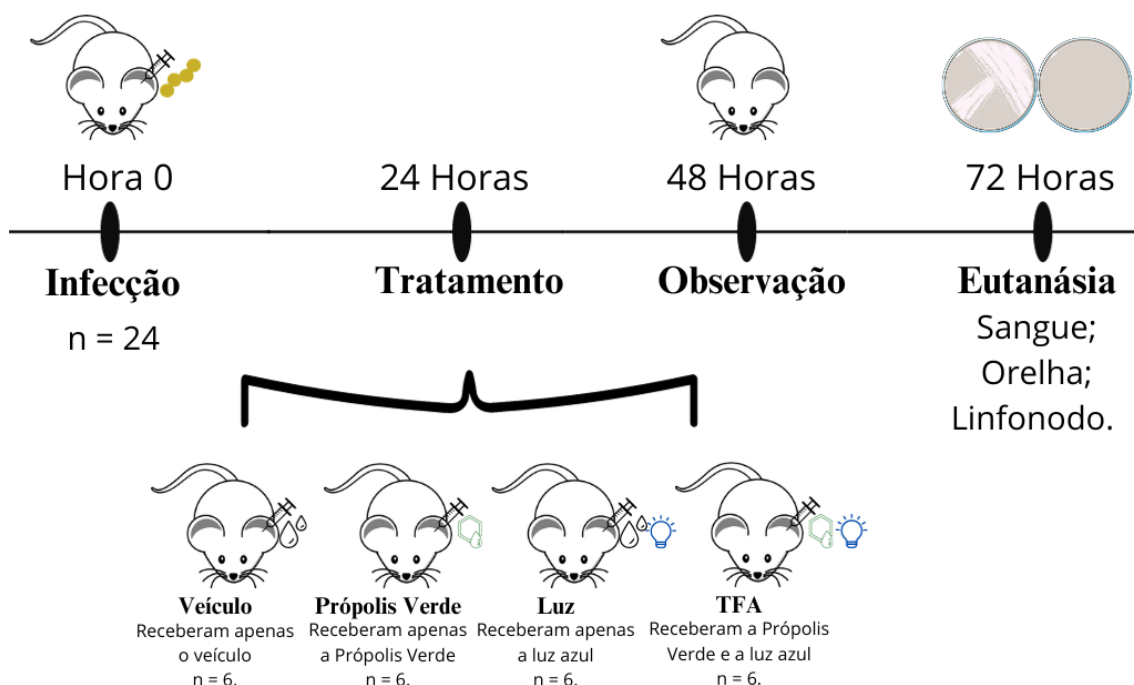 Hora 0
24 Horas
48 Horas
72 Horas
Infecção
Tratamento
Observação
Eutanásia
n = 24
Sangue;
Orelha;
Linfonodo.
Veículo
Receberam apenas
o veículo
n = 6.
Própolis Verde
Receberam apenas
a Própolis Verde
n = 6.
Luz
Receberam apenas
a luz azul
n = 6.
TFA
Receberam a Própolis
Verde e a luz azul
n = 6.